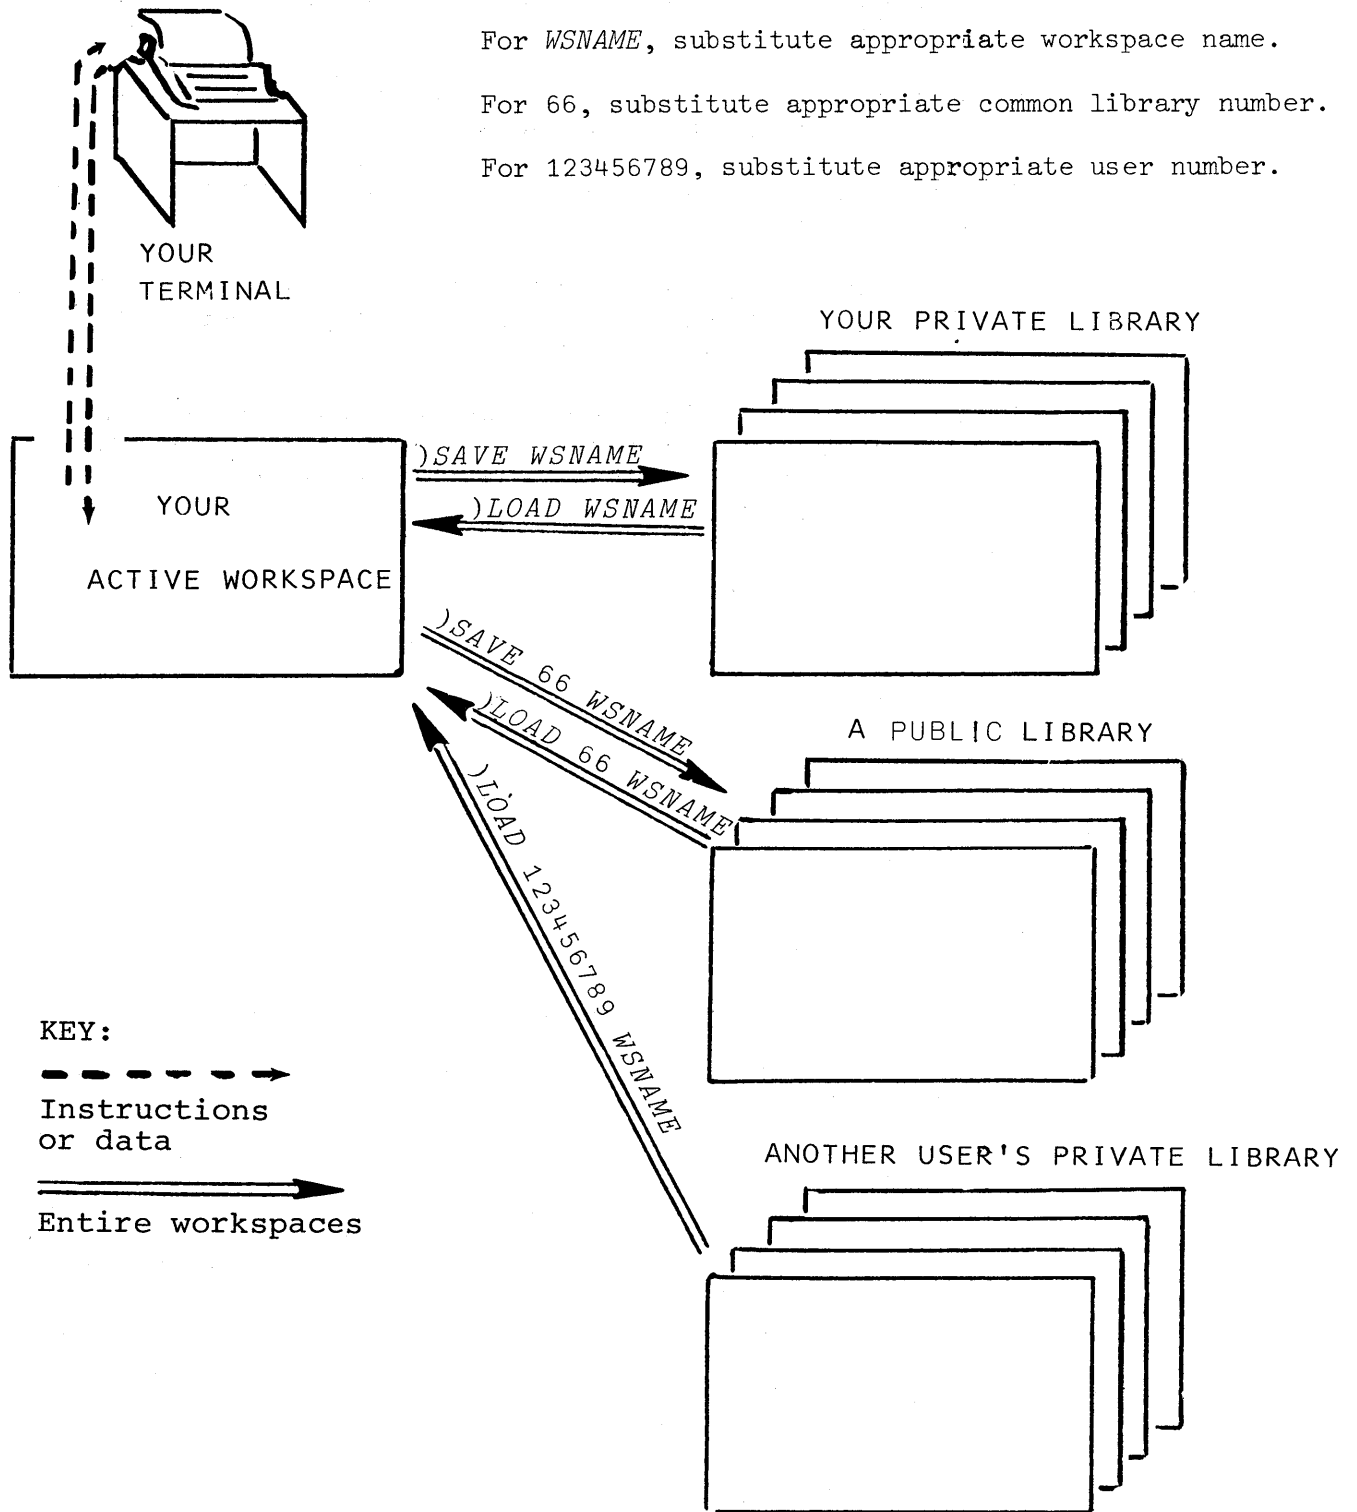 For WSNAME, substitute appropriate workspace name.
For 66, substitute appropriate common library number.
For 123456789, substitute appropriate user number.
YOUR
TERMINAL
YOUR PRIVATE LIBRARY
)SAVE WSNAME
)LOAD WSNAME
YOUR
ACTIVE WORKSPACE
)SAVE 66 WSNAME
)LOAD 66 WSNAME
)LOAD 123456789 WSNAME
A PUBLIC LIBRARY
KEY:
Instructions
or data
Entire workspaces
ANOTHER USER'S PRIVATE LIBRARY